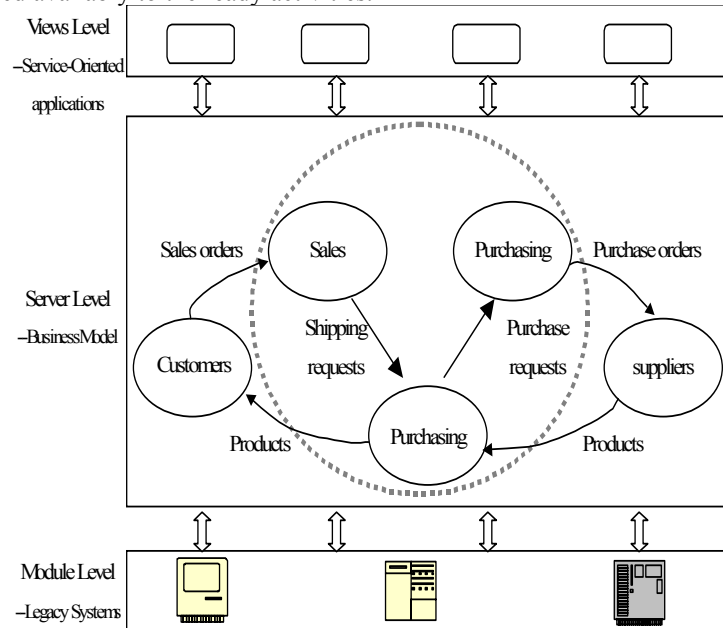 Views Level
–Service-Oriented
applications
Sales orders
Sales
Purchasing
Purchase orders
Server Level
–BusinessModel
Shipping
requests
Purchase
requests
Customers
suppliers
Products
Purchasing
Products
Module Level
–Legacy Systems